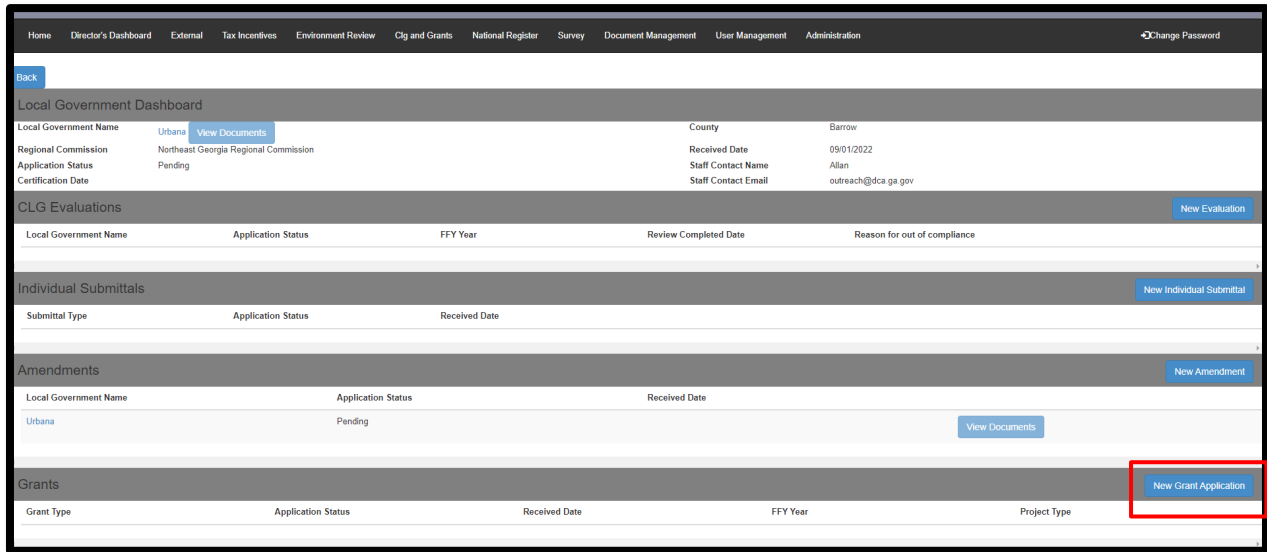 Home Director's Dashboard External Tax Incentives Environment Review Clg and Grants National Register Survey Document Management User Management Administration Change Password
Back
Local Government Dashboard
Local Government Name Urbana View Documents County Barrow
Regional Commission Northeast Georgia Regional Commission Received Date 09/01/2022
Application Status Pending Staff Contact Name Allan
Certification Date Staff Contact Email outreach@dca.ga.gov
CLG Evaluations New Evaluation
Local Government Name Application Status FFY Year Review Completed Date Reason for out of compliance
Individual Submittals New Individual Submittal
Submittal Type Application Status Received Date
Amendments New Amendment
Local Government Name Application Status Received Date
Urbana Pending View Documents
Grants New Grant Application
Grant Type Application Status Received Date FFY Year Project Type